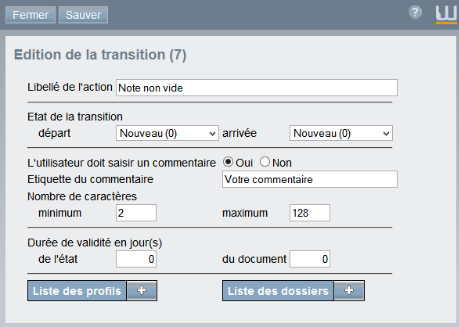 Fermer Sauver ?
Edition de la transition (7)
Libellé de l'action Note non vide
Etat de la transition
départ Nouveau (0) arrivée Nouveau (0)
L'utilisateur doit saisir un commentaire Oui Non
Etiquette du commentaire Votre commentaire
Nombre de caractères
minimum 2 maximum 128
Durée de validité en jour(s)
de l'état 0 du document 0
Liste des profils + Liste des dossiers +